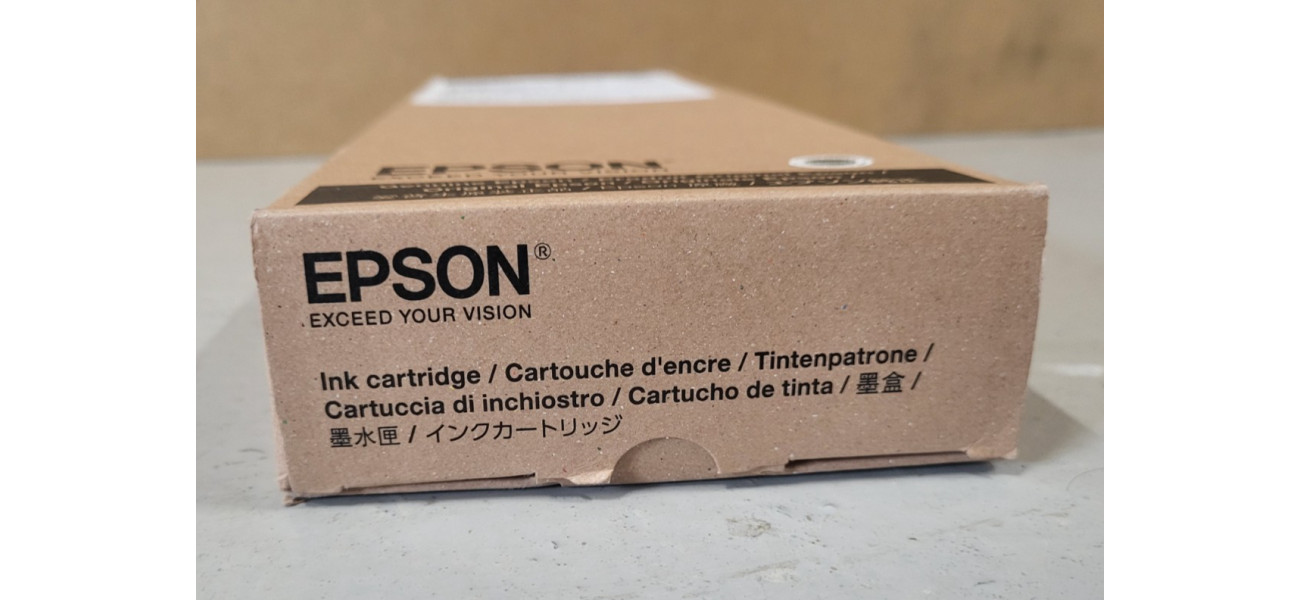 EPSON
EPSON®
EXCEED YOUR VISION
Ink cartridge / Cartouche d'encre / Tintenpatrone /
Cartuccia di inchiostro / Cartucho de tinta / 墨盒 /
墨水匣 / インクカートリッジ